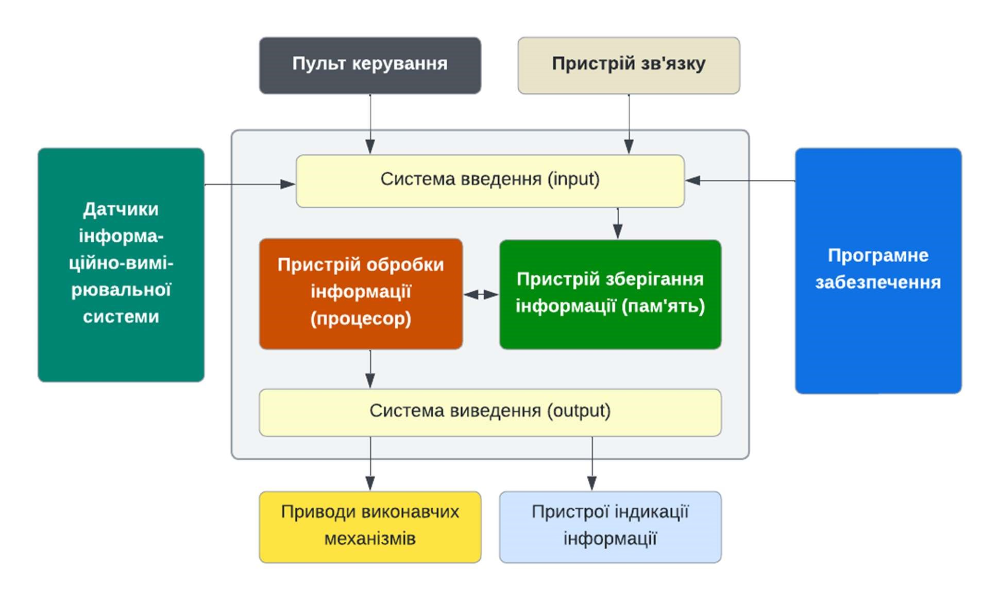 Пульт керування
Пристрій зв'язку
Система введення (input)
Датчики
інформа-
ційно-вимі-
рювальної
системи
Пристрій обробки
інформації
(процесор)
Пристрій зберігання
інформації (пам'ять)
Програмне
забезпечення
Система виведення (output)
Приводи виконавчих
механізмів
Пристрої індикації
інформації